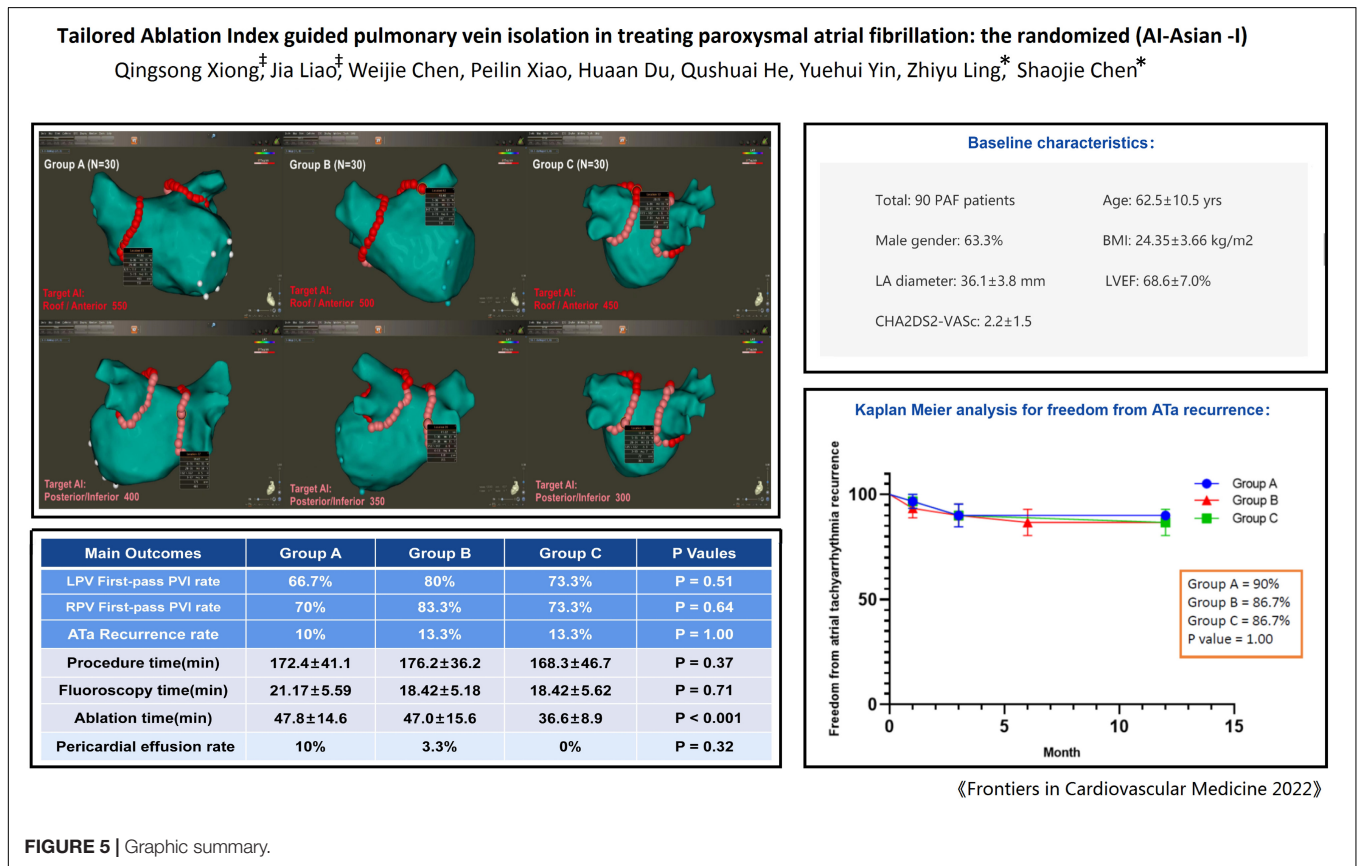 Tailored Ablation Index guided pulmonary vein isolation in treating paroxysmal atrial fibrillation: the randomized (AI-Asian -I)
Qingsong Xiong,‡ Jia Liao,‡ Weijie Chen, Peilin Xiao, Huaan Du, Qushuai He, Yuehui Yin, Zhiyu Ling,* Shaojie Chen*
Group A (N=30)
Target AI:
Roof / Anterior 550
Group B (N=30)
Target AI:
Roof / Anterior 500
Group C (N=30)
Target AI:
Roof / Anterior 450
Target AI:
Posterior/Inferior 400
Target AI:
Posterior/Inferior 350
Target AI:
Posterior/Inferior 300
Main Outcomes Group A Group B Group C P Vaules
LPV First-pass PVI rate 66.7% 80% 73.3% P = 0.51
RPV First-pass PVI rate 70% 83.3% 73.3% P = 0.64
ATa Recurrence rate 10% 13.3% 13.3% P = 1.00
Procedure time(min) 172.4±41.1 176.2±36.2 168.3±46.7 P = 0.37
Fluoroscopy time(min) 21.17±5.59 18.42±5.18 18.42±5.62 P = 0.71
Ablation time(min) 47.8±14.6 47.0±15.6 36.6±8.9 P < 0.001
Pericardial effusion rate 10% 3.3% 0% P = 0.32
Baseline characteristics:
Total: 90 PAF patients Age: 62.5±10.5 yrs
Male gender: 63.3% BMI: 24.35±3.66 kg/m2
LA diameter: 36.1±3.8 mm LVEF: 68.6±7.0%
CHA2DS2-VASc: 2.2±1.5
Kaplan Meier analysis for freedom from ATa recurrence:
Freedom from atrial tachyarrhythmia recurrence
100
50
0
0 5 10 15
Month
Group A
Group B
Group C
Group A = 90%
Group B = 86.7%
Group C = 86.7%
P value = 1.00
《Frontiers in Cardiovascular Medicine 2022》
FIGURE 5 | Graphic summary.